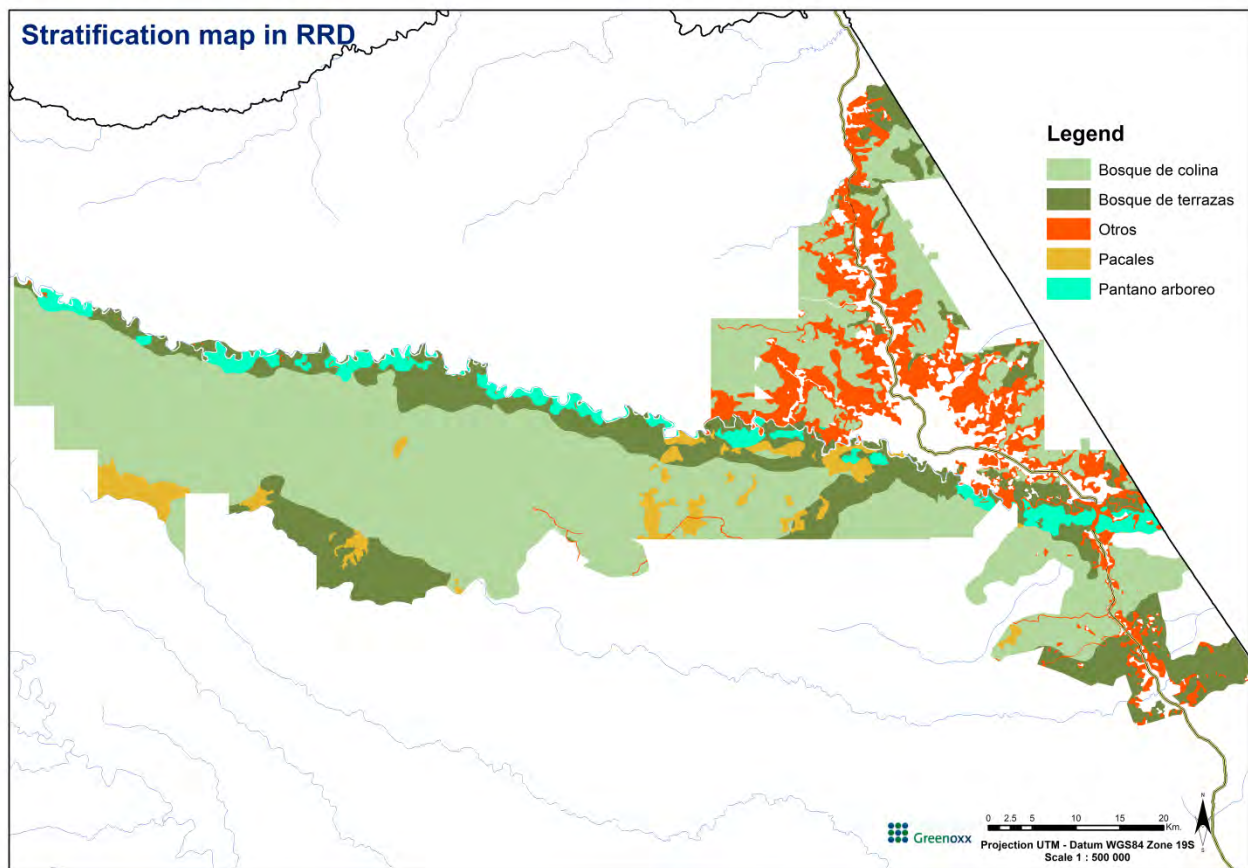 Stratification map in RRD
Legend
Bosque de colina
Bosque de terrazas
Otros
Pacales
Pantano arboreo
N
S
Greenoxx
0 2.5 5 10 15 20
Km.
Projection UTM - Datum WGS84 Zone 19S
Scale 1 : 500 000